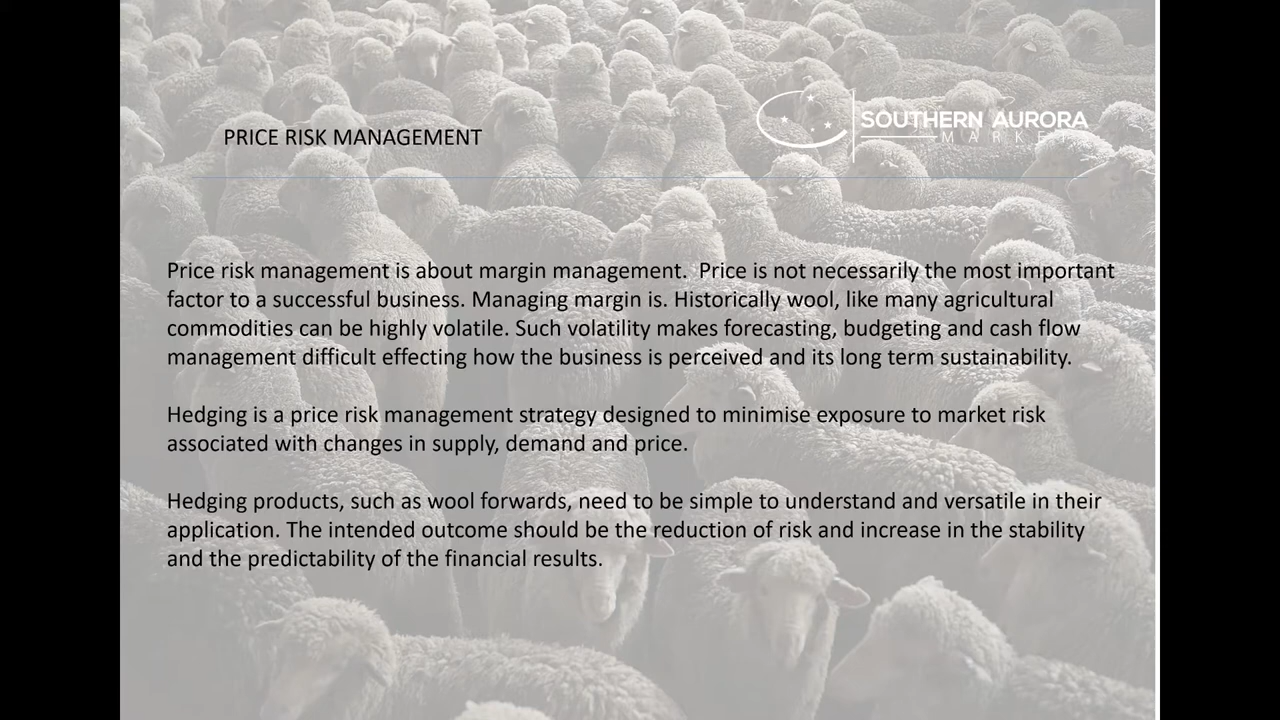 SOUTHERN AURORA
PRICE RISK MANAGEMENT
Price risk management is about margin management.  Price is not necessarily the most important
factor to a successful business. Managing margin is. Historically wool, like many agricultural
commodities can be highly volatile. Such volatility makes forecasting, budgeting and cash flow
management difficult effecting how the business is perceived and its long term sustainability.
Hedging is a price risk management strategy designed to minimise exposure to market risk
associated with changes in supply, demand and price.
Hedging products, such as wool forwards, need to be simple to understand and versatile in their
application. The intended outcome should be the reduction of risk and increase in the stability
and the predictability of the financial results.